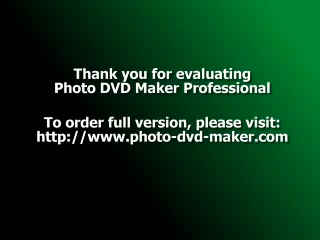 Thank you for evaluating
Photo DVD Maker Professional
To order full version, please visit:
http://www.photo-dvd-maker.com